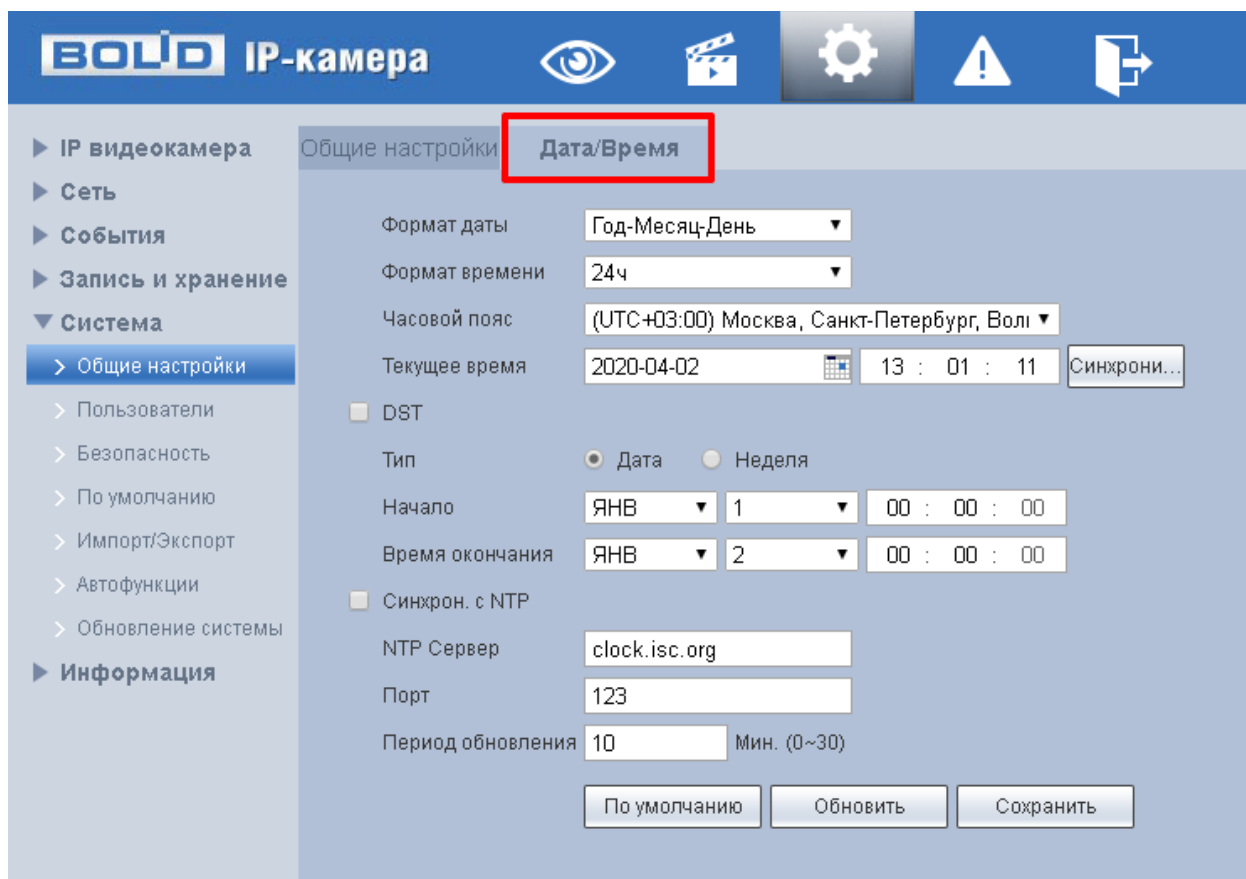 BOLID IP-камера
IP видеокамера
Сеть
События
Запись и хранение
Система
Общие настройки
Пользователи
Безопасность
По умолчанию
Импорт/Экспорт
Автофункции
Обновление системы
Информация
Общие настройки Дата/Время
Формат даты Год-Месяц-День
Формат времени 24ч
Часовой пояс (UTC+03:00) Москва, Санкт-Петербург, Волг
Текущее время 2020-04-02 13 : 01 : 11 Синхрони...
DST
Тип Дата Неделя
Начало ЯНВ 1 00 : 00 : 00
Время окончания ЯНВ 2 00 : 00 : 00
Синхрон. с NTP
NTP Сервер clock.isc.org
Порт 123
Период обновления 10 Мин. (0~30)
По умолчанию Обновить Сохранить